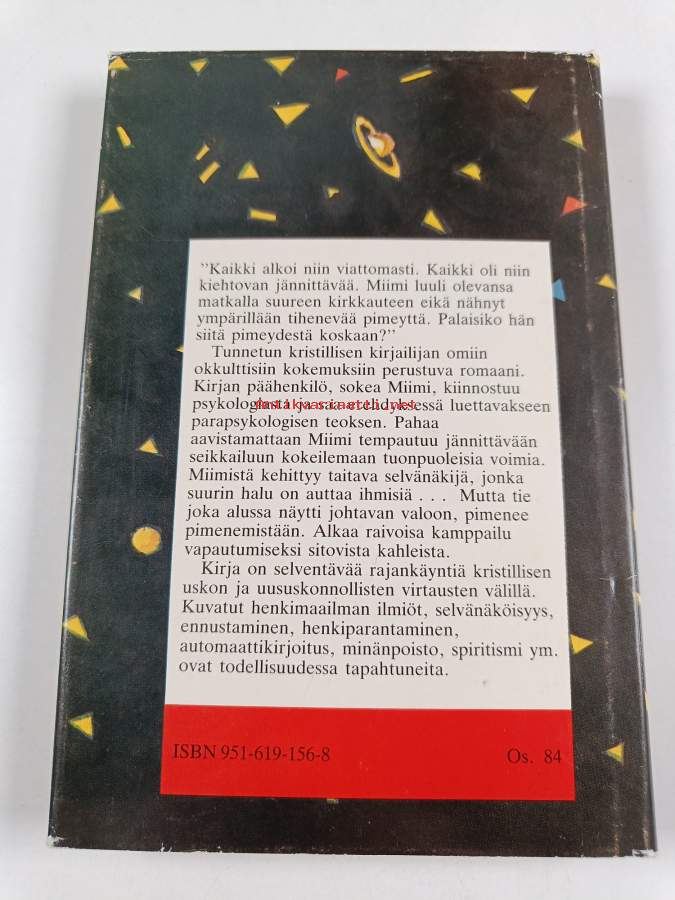 "Kaikki alkoi niin viattomasti. Kaikki oli niin
kiehtovan jännittävää. Miimi luuli olevansa
matkalla suureen kirkkauteen eikä nähnyt
ympärillään tihenevää pimeyttä. Palaisiko hän
siitä pimeydestä koskaan?"
Tunnetun kristillisen kirjailijan omiin
okkulttisiin kokemuksiin perustuva romaani.
Kirjan päähenkilö, sokea Miimi, kiinnostuu
psykologiasta ja saa erehdyksessä luettavakseen
parapsykologisen teoksen. Pahaa
aavistamattaan Miimi tempautuu jännittävään
seikkailuun kokeilemaan tuonpuoleisia voimia.
Miimistä kehittyy taitava selvänäkijä, jonka
suurin halu on auttaa ihmisiä . . . Mutta tie
joka alussa näytti johtavan valoon, pimenee
pimenemistään. Alkaa raivoisa kamppailu
vapautumiseksi sitovista kahleista.
Kirja on selventävää rajankäyntiä kristillisen
uskon ja uususkonnollisten virtausten välillä.
Kuvatut henkimaailman ilmiöt, selvänäköisyys,
ennustaminen, henkiparantaminen,
automaattikirjoitus, minänpoisto, spiritismi ym.
ovat todellisuudessa tapahtuneita.
ISBN 951-619-156-8 Os. 84